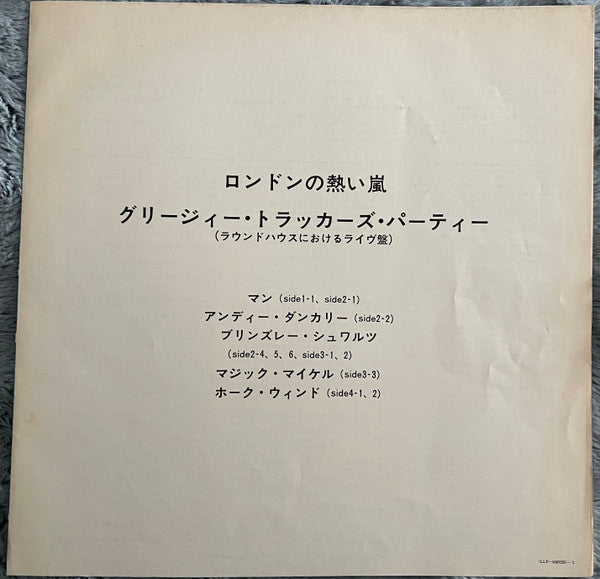 ロンドンの熱い嵐
グリージィー・トラッカーズ・パーティー
(ラウンドハウスにおけるライヴ盤)
マン(side1-1、side2-1)
アンディー・ダンカリー(side2-2)
ブリンズレー・シュワルツ
(side2-4、5、6、side3-1、2)
マジック・マイケル(side3-3)
ホーク・ウィンド(side4-1、2)